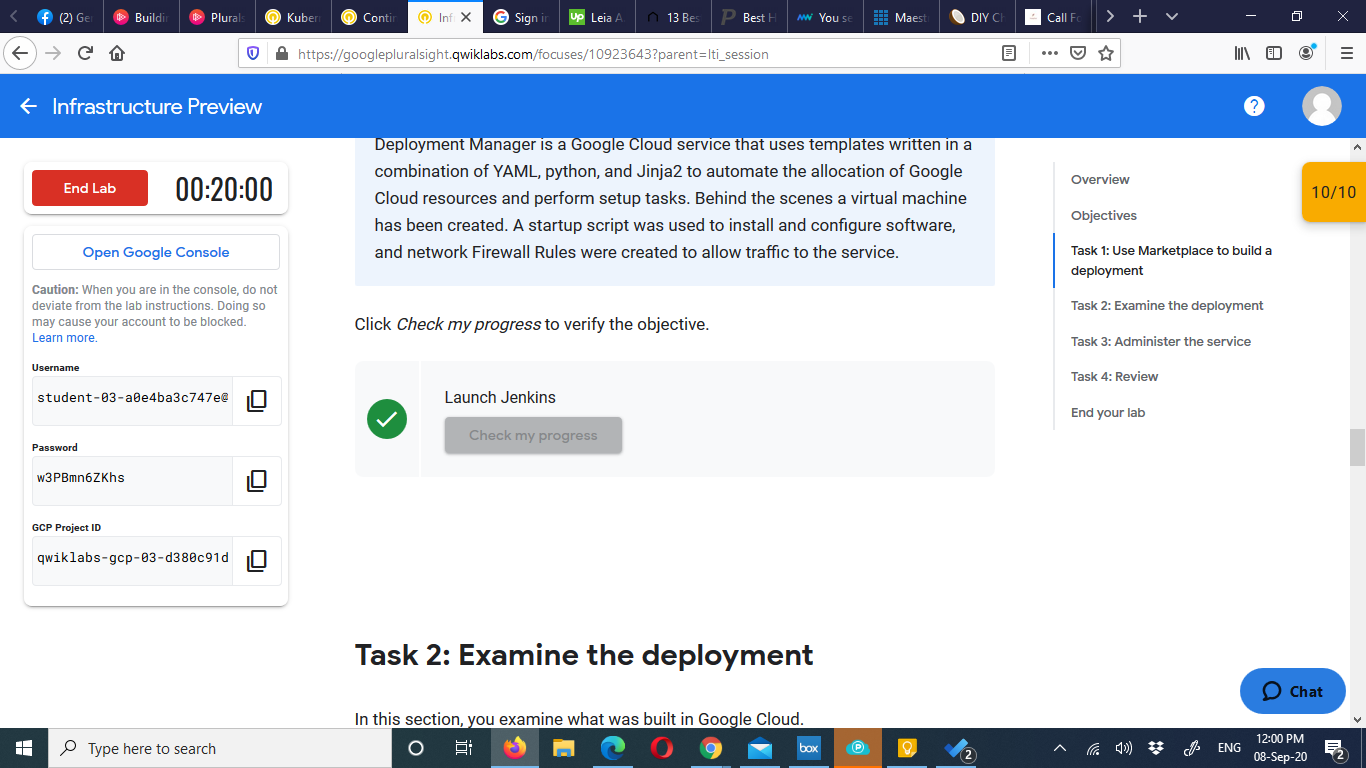 (2) Ge
Buildin
Plurals
Kubern
Contin
Inf
Sign in
Leia A
13 Bes
Best H
You se
Maest
DIY Ch
Call Fo
https://googlepluralsight.qwiklabs.com/focuses/10923643?parent=lti_session
Infrastructure Preview
End Lab
00:20:00
Open Google Console
Caution: When you are in the console, do not
deviate from the lab instructions. Doing so
may cause your account to be blocked.
Learn more.
Username
student-03-a0e4ba3c747e@
Password
w3PBmn6ZKhs
GCP Project ID
qwiklabs-gcp-03-d380c91d
Deployment Manager is a Google Cloud service that uses templates written in a
combination of YAML, python, and Jinja2 to automate the allocation of Google
Cloud resources and perform setup tasks. Behind the scenes a virtual machine
has been created. A startup script was used to install and configure software,
and network Firewall Rules were created to allow traffic to the service.
Click Check my progress to verify the objective.
Launch Jenkins
Check my progress
Task 2: Examine the deployment
In this section, you examine what was built in Google Cloud.
Overview
Objectives
Task 1: Use Marketplace to build a
deployment
Task 2: Examine the deployment
Task 3: Administer the service
Task 4: Review
End your lab
10/10
Chat
Type here to search
box
2
ENG
12:00 PM
08-Sep-20
2